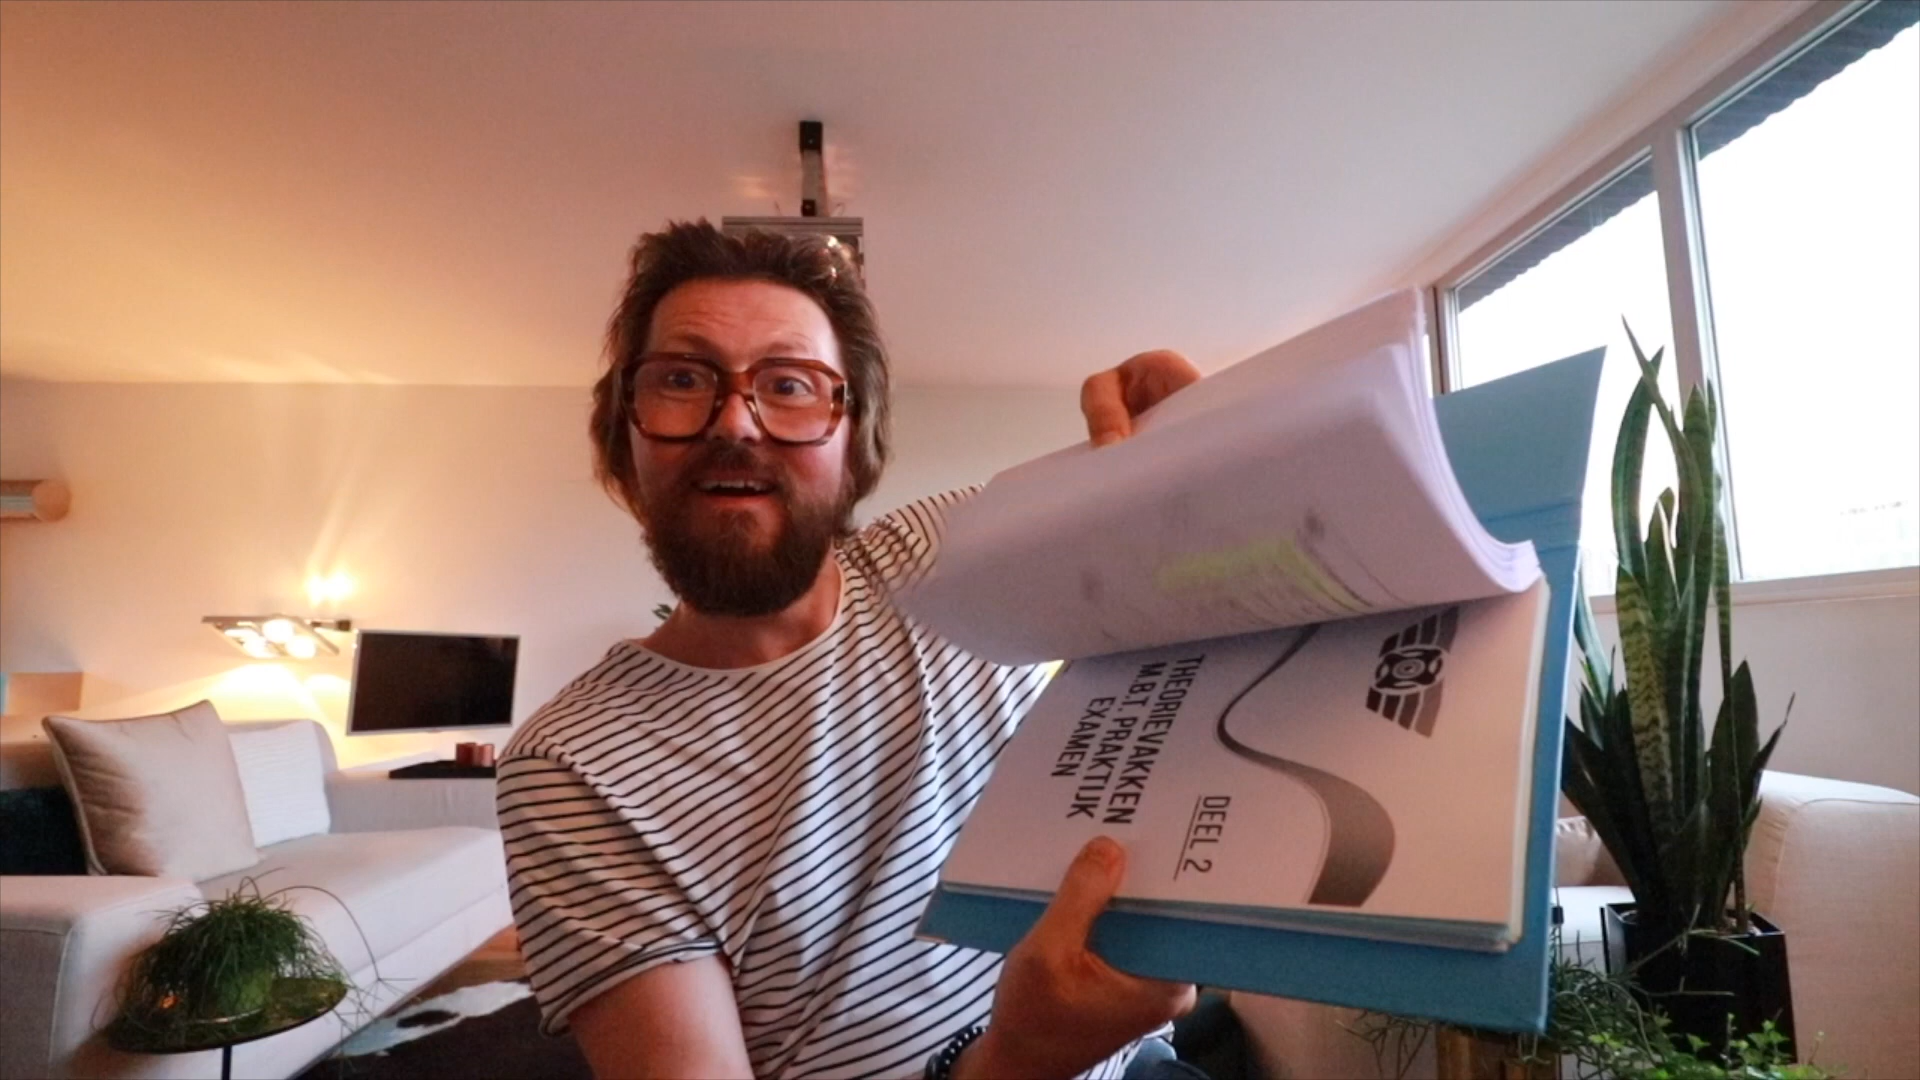 DEEL 2
THEORIEVAKKEN
M.B.T. PRAKTIJK
EXAMEN